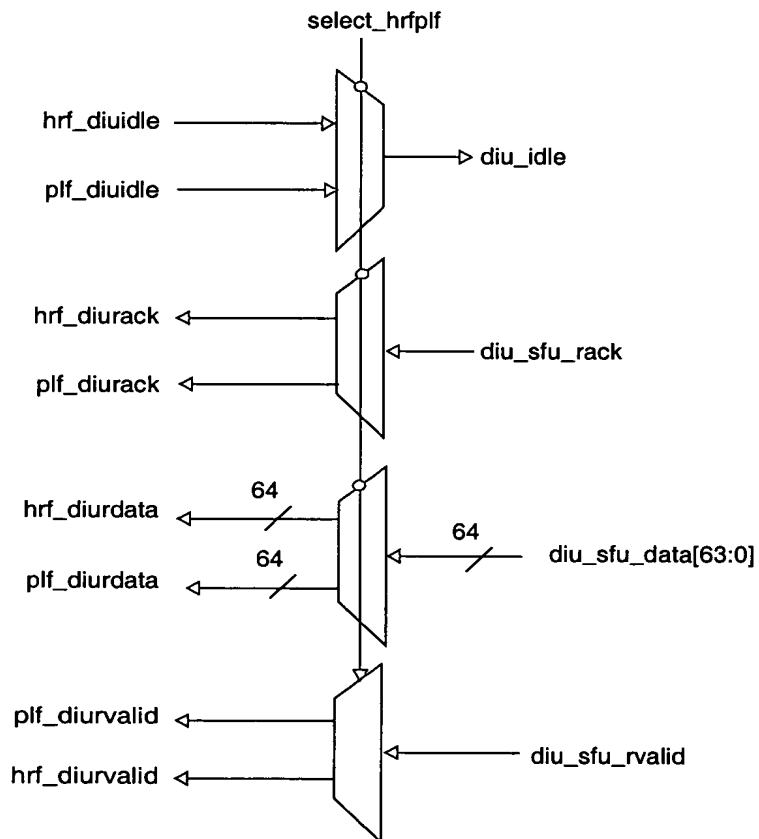 select_hrfplf
hrf_diuidle
diu_idle
plf_diuidle
hrf_diurack
diu_sfu_rack
plf_diurack
64
hrf_diurdata
64
diu_sfu_data[63:0]
64
plf_diurdata
plf_diurvalid
diu_sfu_rvalid
hrf_diurvalid